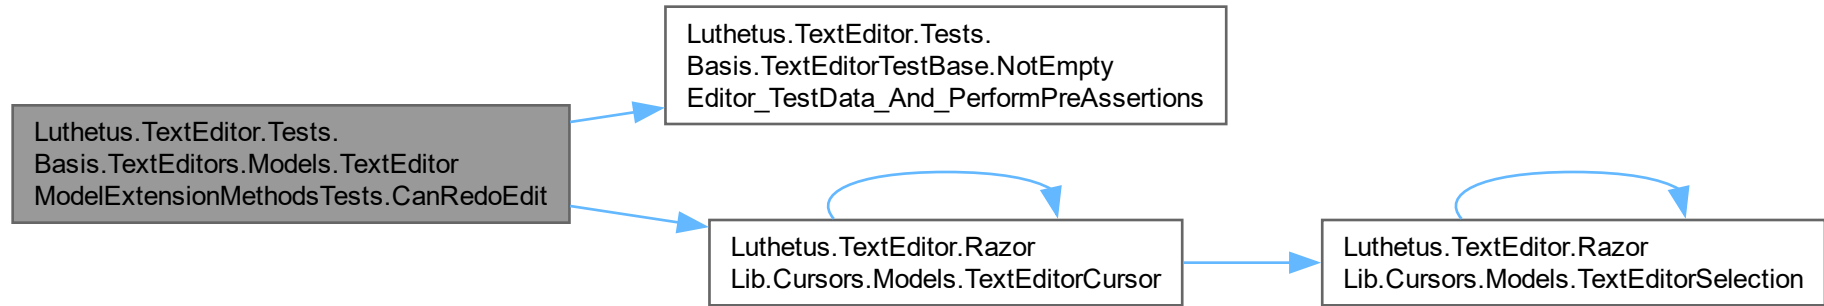 Luthetus.TextEditor.Tests.
Basis.TextEditorTestBase.NotEmpty
Editor_TestData_And_PerformPreAssertions
Luthetus.TextEditor.Tests.
Basis.TextEditors.Models.TextEditor
ModelExtensionMethodsTests.CanRedoEdit
Luthetus.TextEditor.Razor
Lib.Cursors.Models.TextEditorCursor
Luthetus.TextEditor.Razor
Lib.Cursors.Models.TextEditorSelection